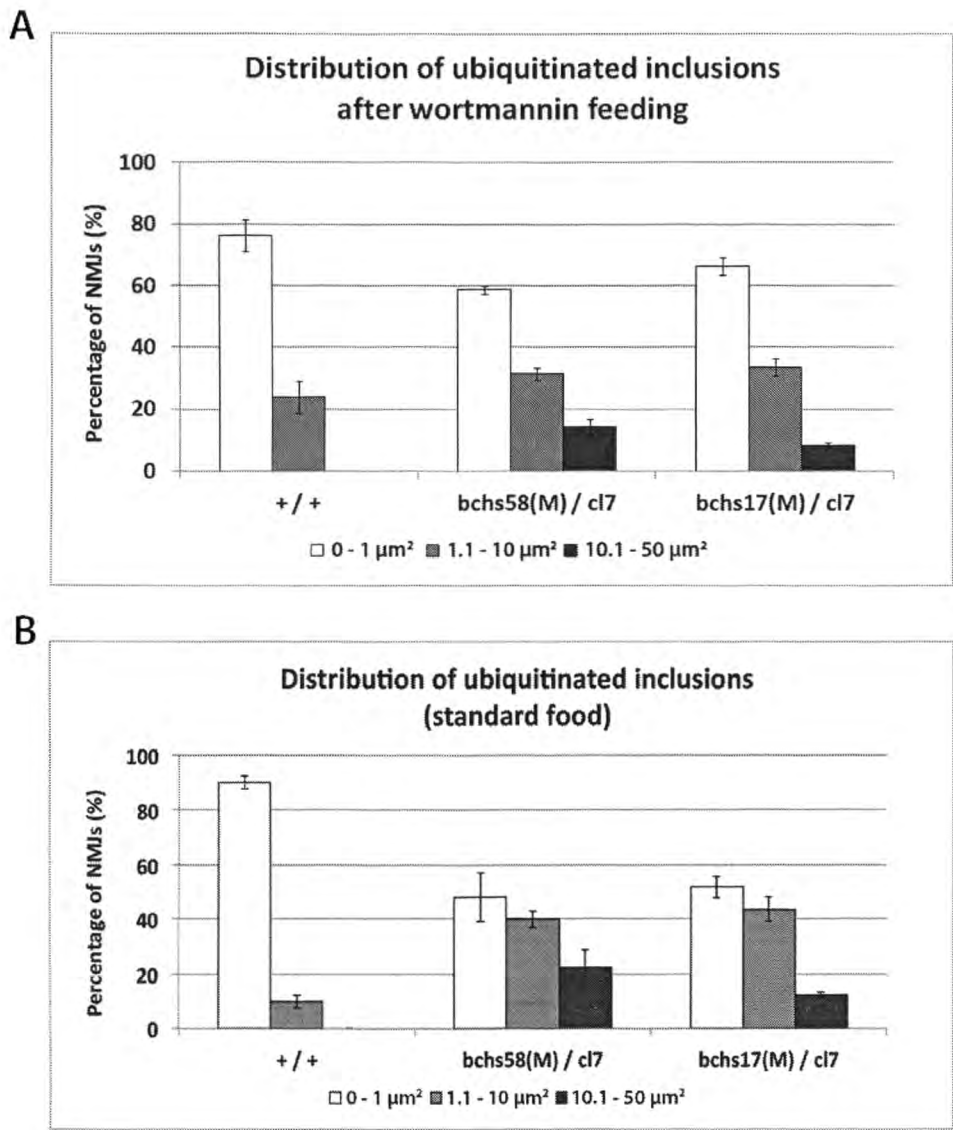 A
Distribution of ubiquitinated inclusions
after wortmannin feeding
Percentage of NMJs (%)
100
80
60
40
20
0
+ / +
bchs58(M) / cl7
bchs17(M) / cl7
0 - 1 µm²
1.1 - 10 µm²
10.1 - 50 µm²
B
Distribution of ubiquitinated inclusions
(standard food)
Percentage of NMJs (%)
100
80
60
40
20
0
+ / +
bchs58(M) / cl7
bchs17(M) / cl7
0 - 1 µm²
1.1 - 10 µm²
10.1 - 50 µm²